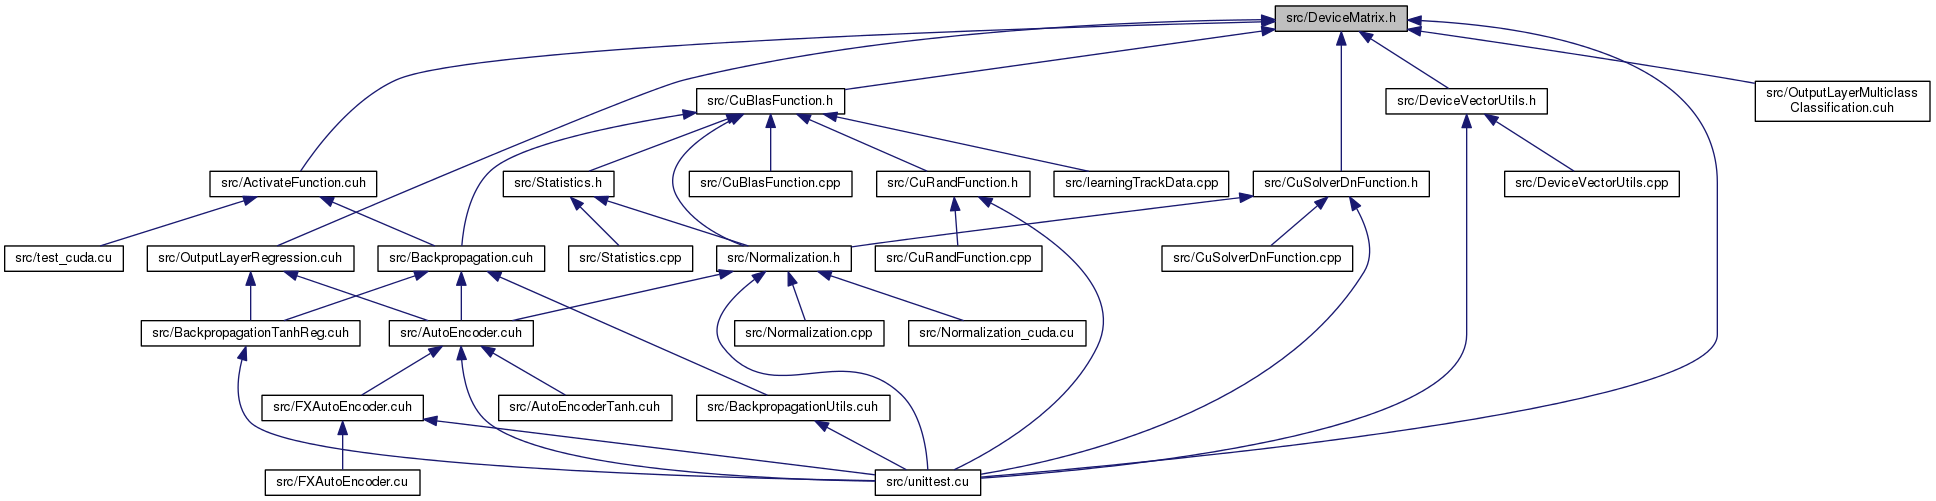 src/DeviceMatrix.h
src/CuBlasFunction.h
src/DeviceVectorUtils.h
src/OutputLayerMulticlass
Classification.cuh
src/ActivateFunction.cuh
src/Statistics.h
src/CuBlasFunction.cpp
src/CuRandFunction.h
src/learningTrackData.cpp
src/CuSolverDnFunction.h
src/DeviceVectorUtils.cpp
src/test_cuda.cu
src/OutputLayerRegression.cuh
src/Backpropagation.cuh
src/Statistics.cpp
src/Normalization.h
src/CuRandFunction.cpp
src/CuSolverDnFunction.cpp
src/BackpropagationTanhReg.cuh
src/AutoEncoder.cuh
src/Normalization.cpp
src/Normalization_cuda.cu
src/FXAutoEncoder.cuh
src/AutoEncoderTanh.cuh
src/BackpropagationUtils.cuh
src/FXAutoEncoder.cu
src/unittest.cu